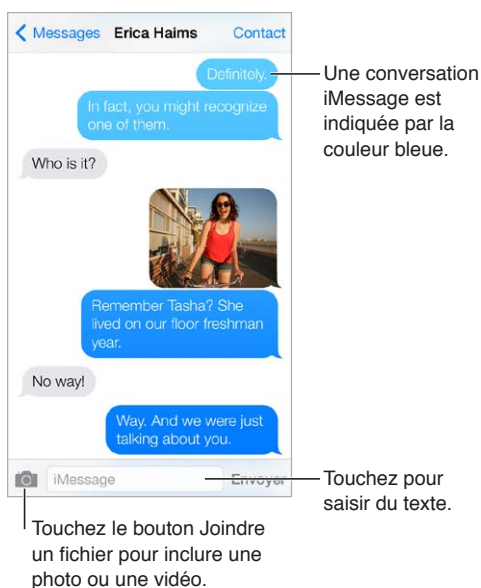 Messages Erica Haims Contact
Definitely.
In fact, you might recognize
one of them.
Who is it?
Remember Tasha? She
lived on our floor freshman
year.
No way!
Way. And we were just
talking about you.
iMessage Envoyer
Une conversation
iMessage est
indiquée par la
couleur bleue.
Touchez pour
saisir du texte.
Touchez le bouton Joindre
un fichier pour inclure une
photo ou une vidéo.